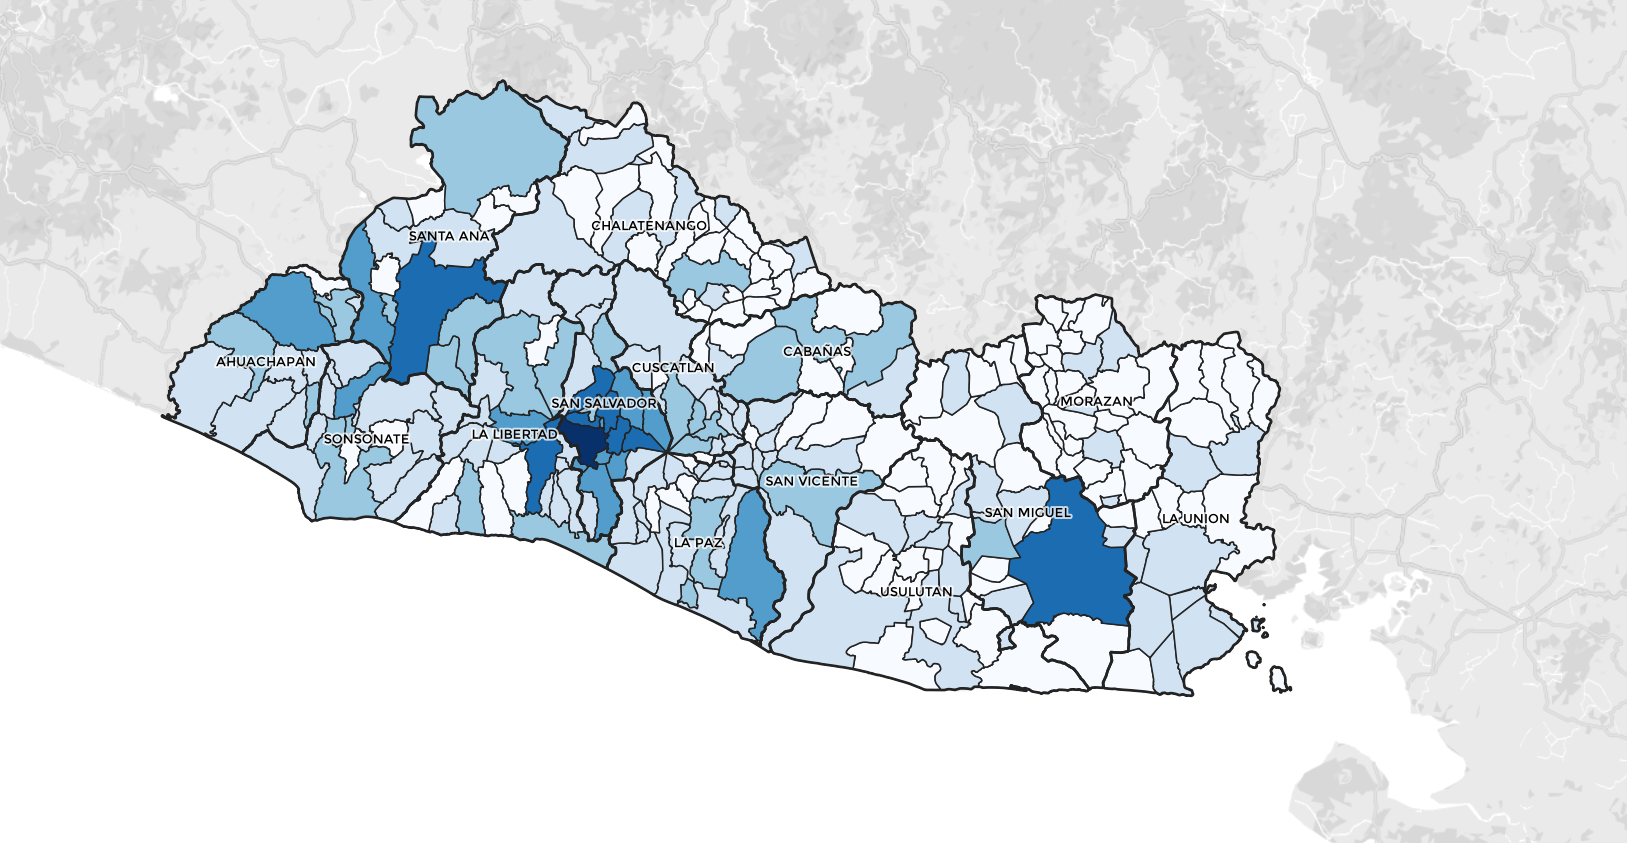 CHALATENANGO
SANTA ANA
CABAÑAS
AHUACHAPAN
CUSCATLAN
MORAZAN
SAN SALVADOR
LA LIBERTAD
SONSONATE
SAN VICENTE
SAN MIGUEL
LA UNION
LA PAZ
USULUTAN